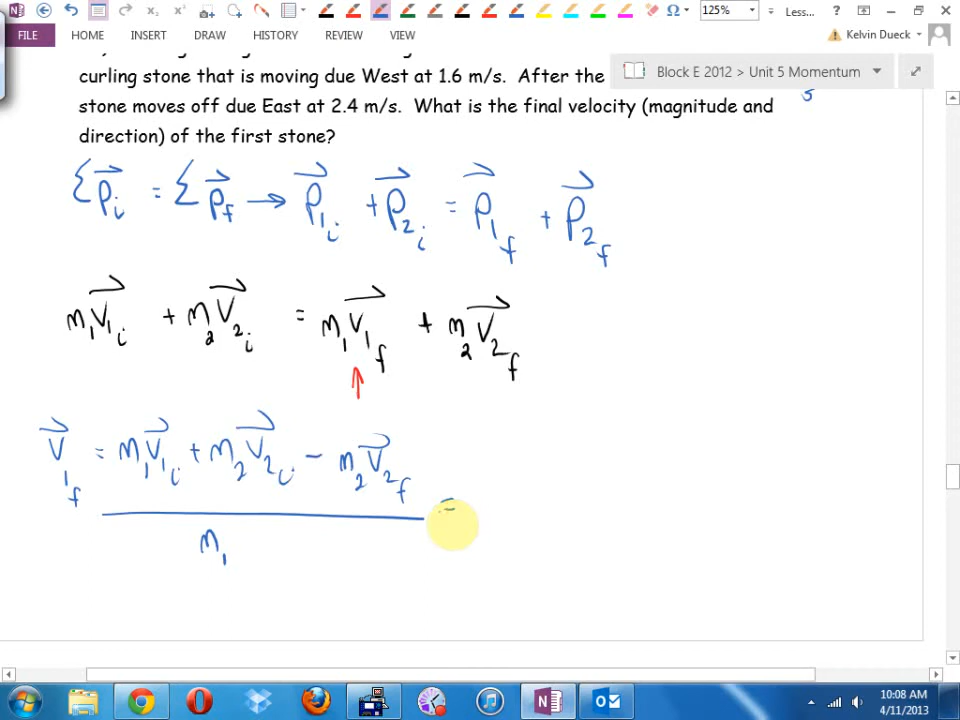 125% Less... ?
FILE HOME INSERT DRAW HISTORY REVIEW VIEW Kelvin Dueck
curling stone that is moving due West at 1.6 m/s. After the
Block E 2012 > Unit 5 Momentum
stone moves off due East at 2.4 m/s. What is the final velocity (magnitude and
direction) of the first stone?
Σp⃗i = Σp⃗f → P⃗1i + P⃗2i = P⃗1f + P⃗2f
m1V⃗1i + m2V⃗2i = m1V⃗1f + m2V⃗2f
↑
V⃗1f = m1V⃗1i + m2V⃗2i − m2V⃗2f =
m1
10:08 AM
4/11/2013